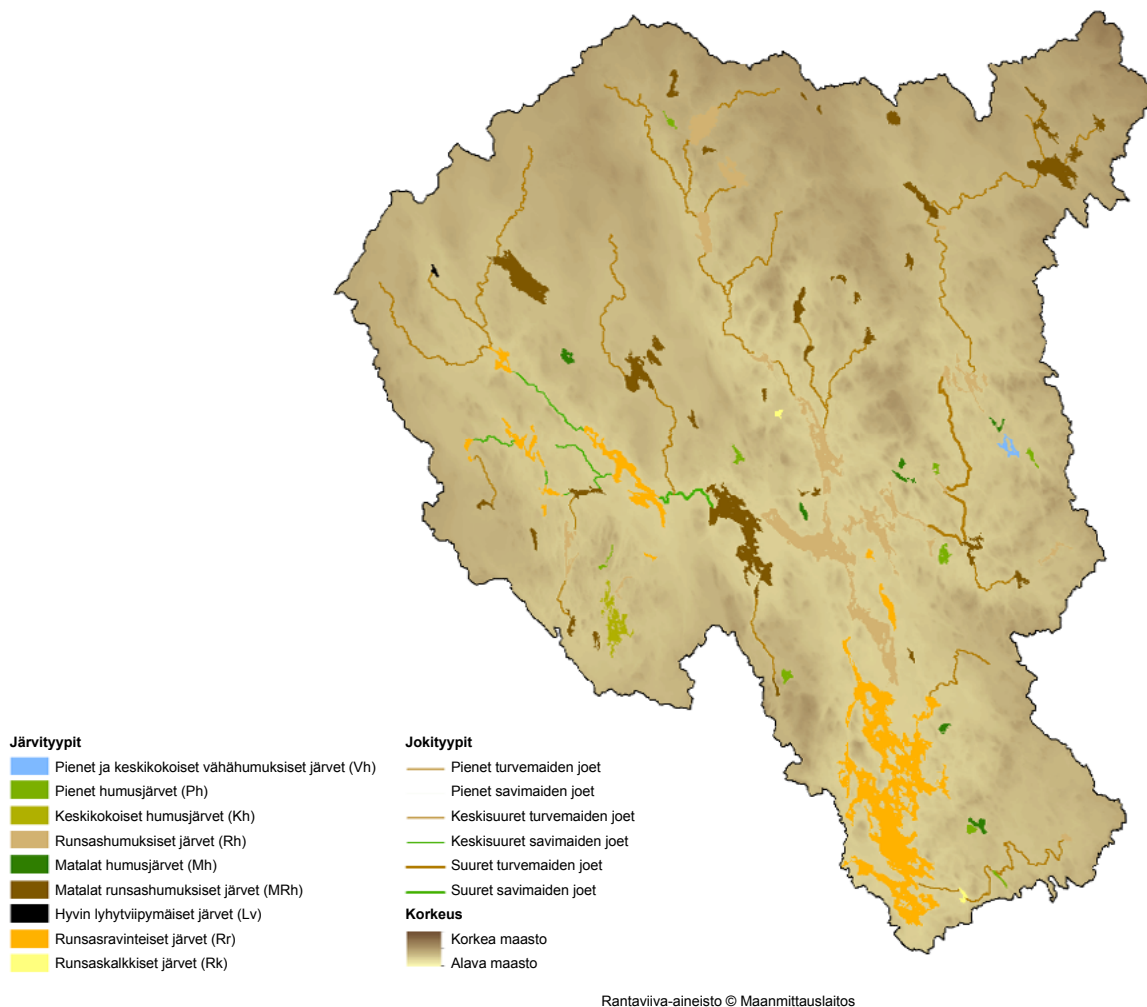 Järvityypit
Pienet ja keskikokoiset vähähumuksiset järvet (Vh)
Pienet humusjärvet (Ph)
Keskikokoiset humusjärvet (Kh)
Runsashumuksiset järvet (Rh)
Matalat humusjärvet (Mh)
Matalat runsashumuksiset järvet (MRh)
Hyvin lyhytviipymäiset järvet (Lv)
Runsasravinteiset järvet (Rr)
Runsaskalkkiset järvet (Rk)
Jokityypit
Pienet turvemaiden joet
Pienet savimaiden joet
Keskisuuret turvemaiden joet
Keskisuuret savimaiden joet
Suuret turvemaiden joet
Suuret savimaiden joet
Korkeus
Korkea maasto
Alava maasto
Rantaviiva-aineisto © Maanmittauslaitos